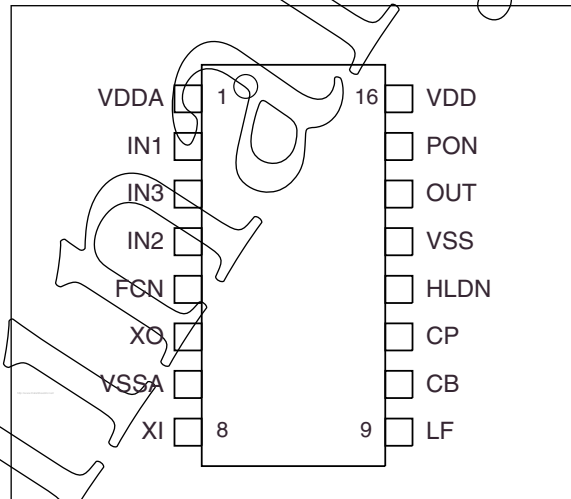 VDDA 1 16 VDD
IN1 PON
IN3 OUT
IN2 VSS
FCN HLDN
XO CP
VSSA CB
XI 8 9 LF